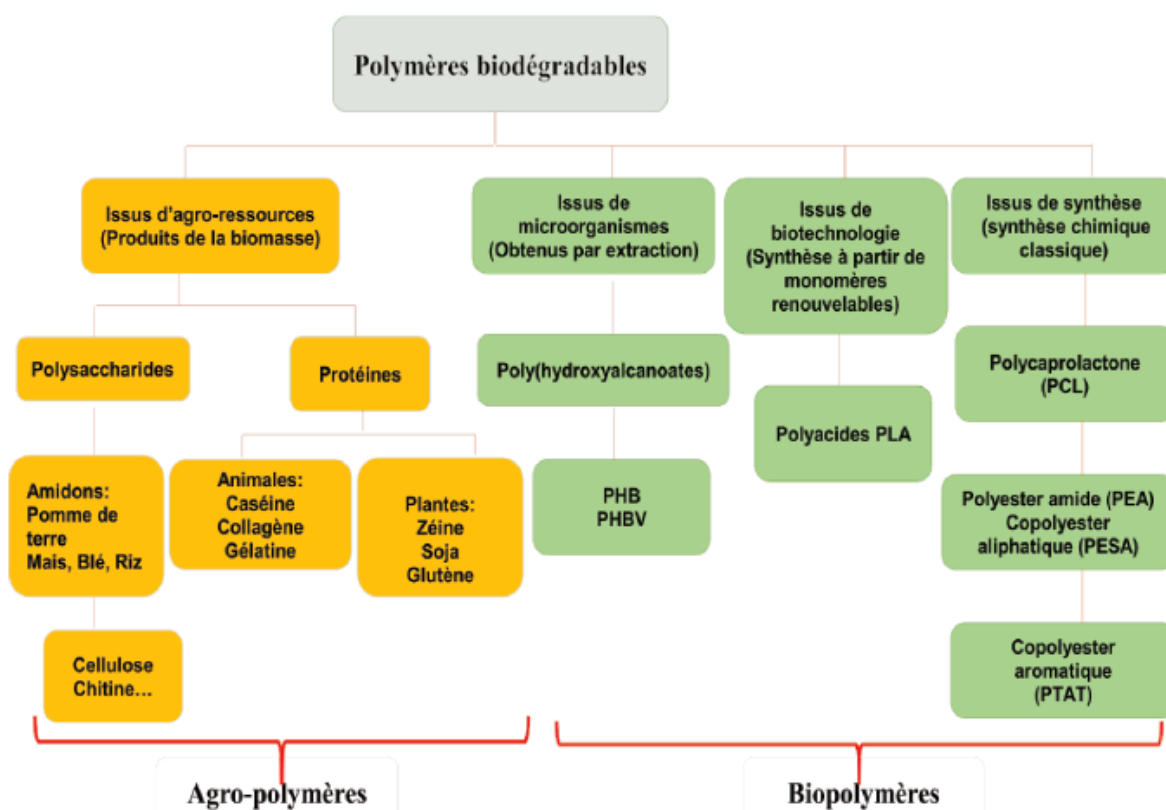 Polymères biodégradables
Issus d'agro-ressources
(Produits de la biomasse)
Issus de
microorganismes
(Obtenus par extraction)
Issus de
biotechnologie
(Synthèse à partir de
monomères
renouvelables)
Issus de synthèse
(synthèse chimique
classique)
Polysaccharides
Protéines
Poly(hydroxyalcanoates)
Polyacides PLA
Polycaprolactone
(PCL)
Amidons:
Pomme de
terre
Mais, Blé, Riz
Animales:
Caséine
Collagène
Gélatine
Plantes:
Zéine
Soja
Glutène
PHB
PHBV
Polyester amide (PEA)
Copolyester
aliphatique (PESA)
Cellulose
Chitine...
Copolyester
aromatique
(PTAT)
Agro-polymères
Biopolymères